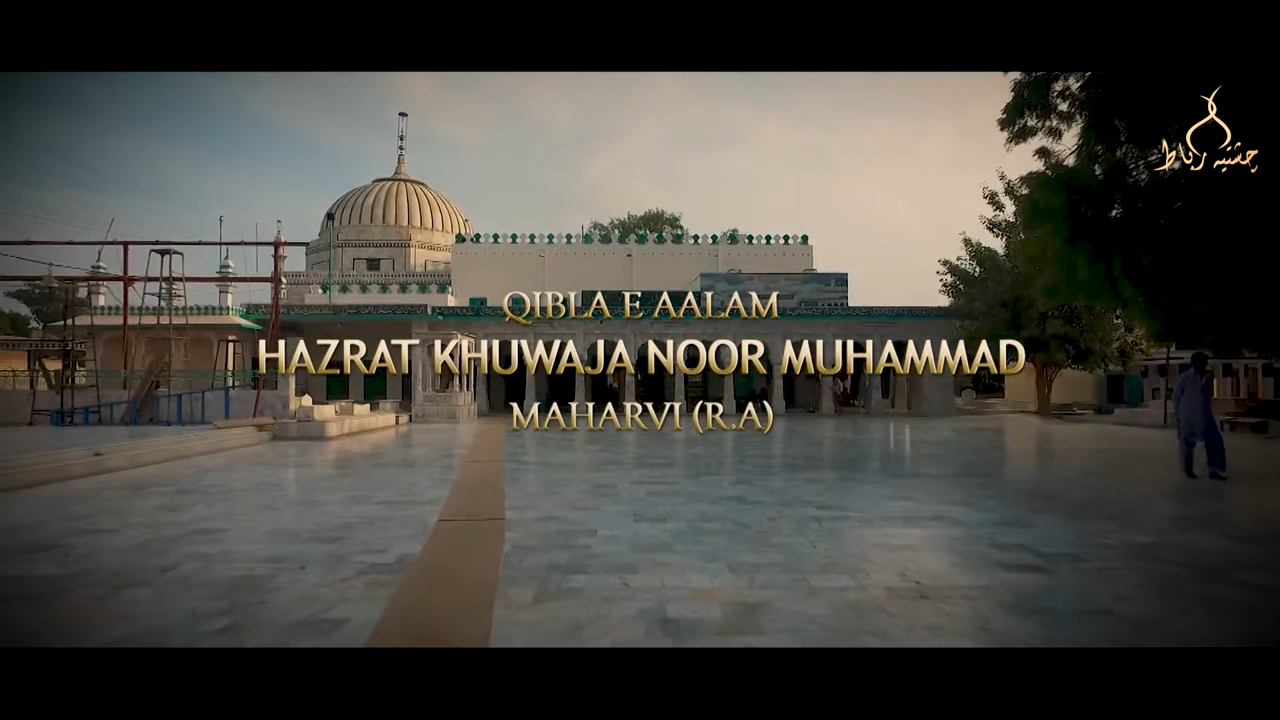 چشتیہ رباط
QIBLA E AALAM
HAZRAT KHUWAJA NOOR MUHAMMAD
MAHARVI (R.A)